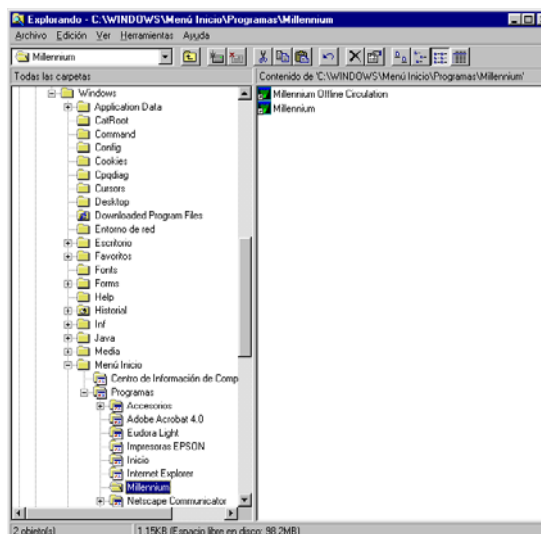 Explorando - C:\WINDOWS\Menú Inicio\Programas\Millennium
Archivo Edición Ver Herramientas Ayuda
Millennium
Todas las carpetas
Contenido de 'C:\WINDOWS\Menú Inicio\Programas\Millennium'
Windows
Application Data
CatRoot
Command
Config
Cookies
Cpqdiag
Cursors
Desktop
Downloaded Program Files
Entorno de red
Escritorio
Favoritos
Fonts
Forms
Help
Historial
Inf
Java
Media
Menú Inicio
Centro de Información de Comp
Programas
Accesorios
Adobe Acrobat 4.0
Eudora Light
Impresoras EPSON
Inicio
Internet Explorer
Millennium
Netscape Communicator
Millennium Offline Circulation
Millennium
2 objeto(s)
1.15KB (Espacio libre en disco: 98.2MB)